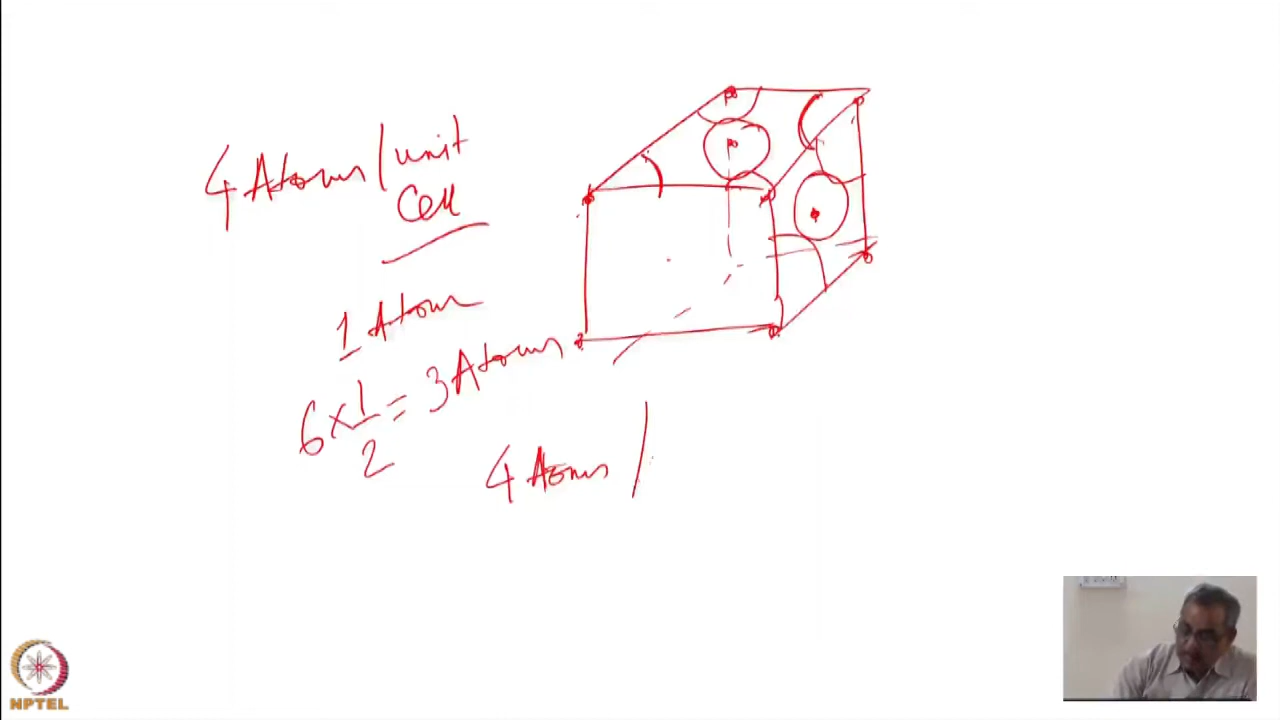 4 Atoms/unit
Cell
1 Atom
6 × 1/2 = 3 Atoms
4 Atoms /
NPTEL